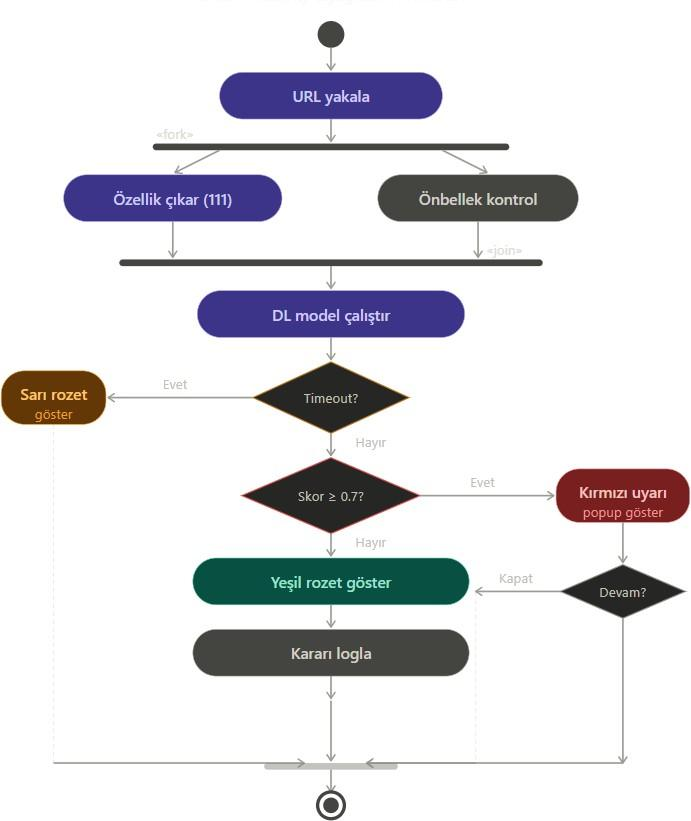 URL yakala
«fork»
Özellik çıkar (111)
Önbellek kontrol
«join»
DL model çalıştır
Timeout?
Evet
Sarı rozet
göster
Hayır
Skor ≥ 0.7?
Evet
Kırmızı uyarı
popup göster
Hayır
Yeşil rozet göster
Kapat
Devam?
Kararı logla